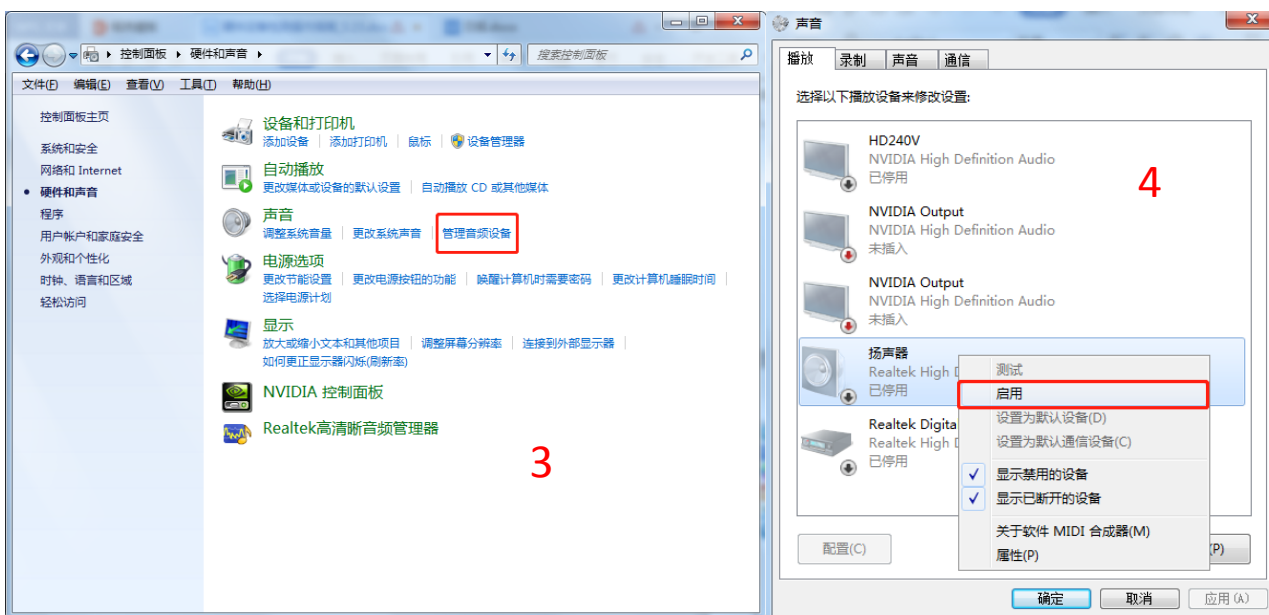 控制面板 ▸ 硬件和声音 ▸
搜索控制面板
文件(F) 编辑(E) 查看(V) 工具(T) 帮助(H)
控制面板主页
系统和安全
网络和 Internet
硬件和声音
程序
用户帐户和家庭安全
外观和个性化
时钟、语言和区域
轻松访问
设备和打印机
添加设备 添加打印机 鼠标 设备管理器
自动播放
更改媒体或设备的默认设置 自动播放 CD 或其他媒体
声音
调整系统音量 更改系统声音 管理音频设备
电源选项
更改节能设置 更改电源按钮的功能 唤醒计算机时需要密码 更改计算机睡眠时间
选择电源计划
显示
放大或缩小文本和其他项目 调整屏幕分辨率 连接到外部显示器
如何更正显示器闪烁(刷新率)
NVIDIA 控制面板
Realtek高清晰音频管理器
3
声音
播放 录制 声音 通信
选择以下播放设备来修改设置:
HD240V
NVIDIA High Definition Audio
已停用
4
NVIDIA Output
NVIDIA High Definition Audio
未插入
NVIDIA Output
NVIDIA High Definition Audio
未插入
扬声器
Realtek High
已停用
Realtek Digita
Realtek High
已停用
测试
启用
设置为默认设备(D)
设置为默认通信设备(C)
显示禁用的设备
显示已断开的设备
关于软件 MIDI 合成器(M)
属性(P)
配置(C)
(P)
确定 取消 应用(A)